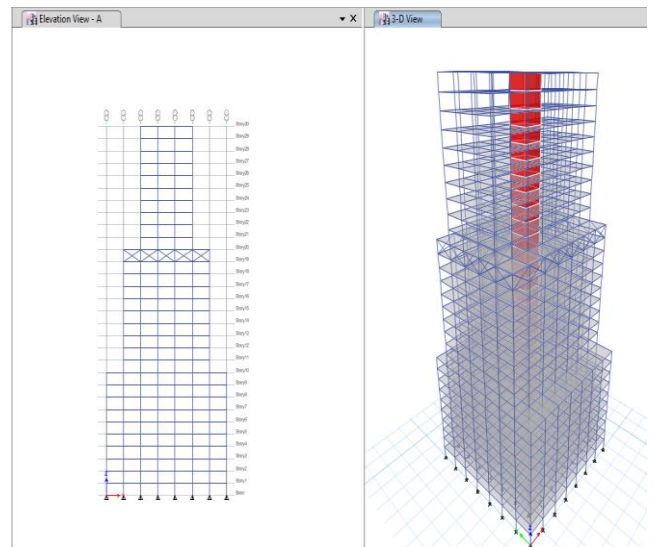 Elevation View - A
3-D View
Story30
Story29
Story28
Story27
Story26
Story25
Story24
Story23
Story22
Story21
Story20
Story19
Story18
Story17
Story16
Story15
Story14
Story13
Story12
Story11
Story10
Story9
Story8
Story7
Story6
Story5
Story4
Story3
Story2
Story1
Base